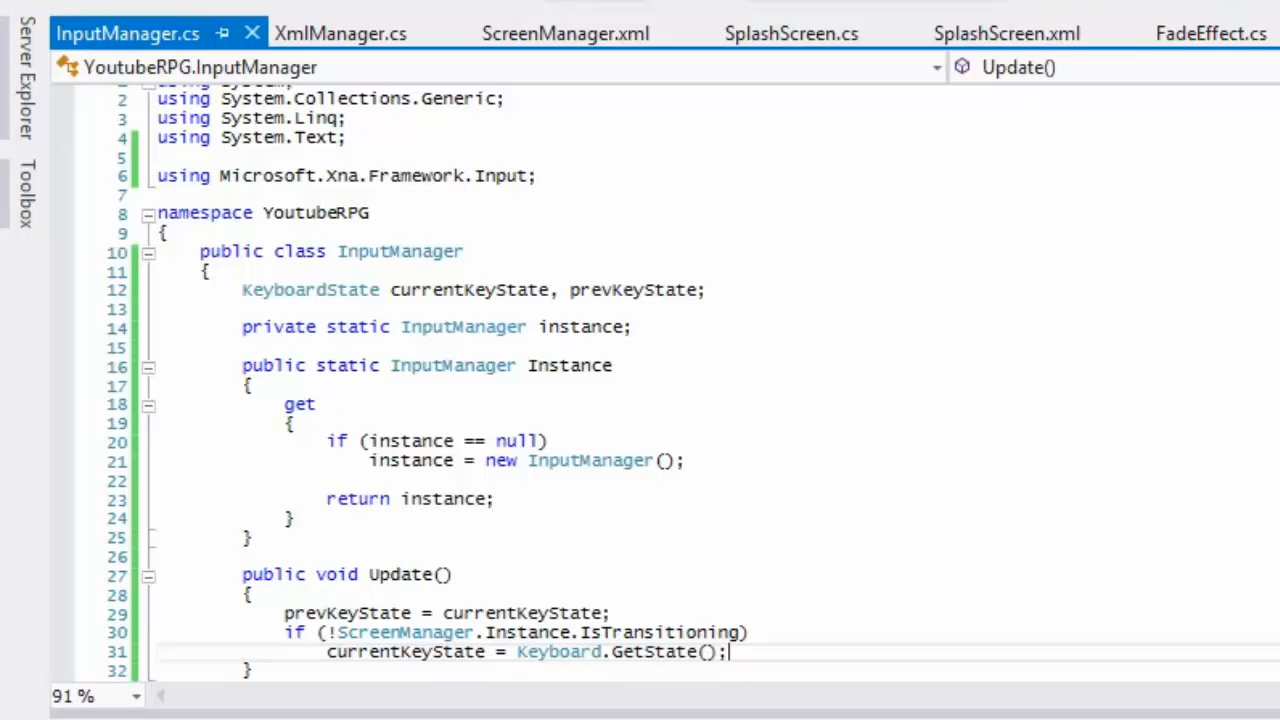 InputManager.cs
XmlManager.cs
ScreenManager.xml
SplashScreen.cs
SplashScreen.xml
FadeEffect.cs
Server Explorer
Toolbox
YoutubeRPG.InputManager
Update()
1 using System;
2 using System.Collections.Generic;
3 using System.Linq;
4 using System.Text;
5
6 using Microsoft.Xna.Framework.Input;
7
8 namespace YoutubeRPG
9 {
10 public class InputManager
11 {
12 KeyboardState currentKeyState, prevKeyState;
13
14 private static InputManager instance;
15
16 public static InputManager Instance
17 {
18 get
19 {
20 if (instance == null)
21 instance = new InputManager();
22
23 return instance;
24 }
25 }
26
27 public void Update()
28 {
29 prevKeyState = currentKeyState;
30 if (!ScreenManager.Instance.IsTransitioning)
31 currentKeyState = Keyboard.GetState();
32 }
91 %